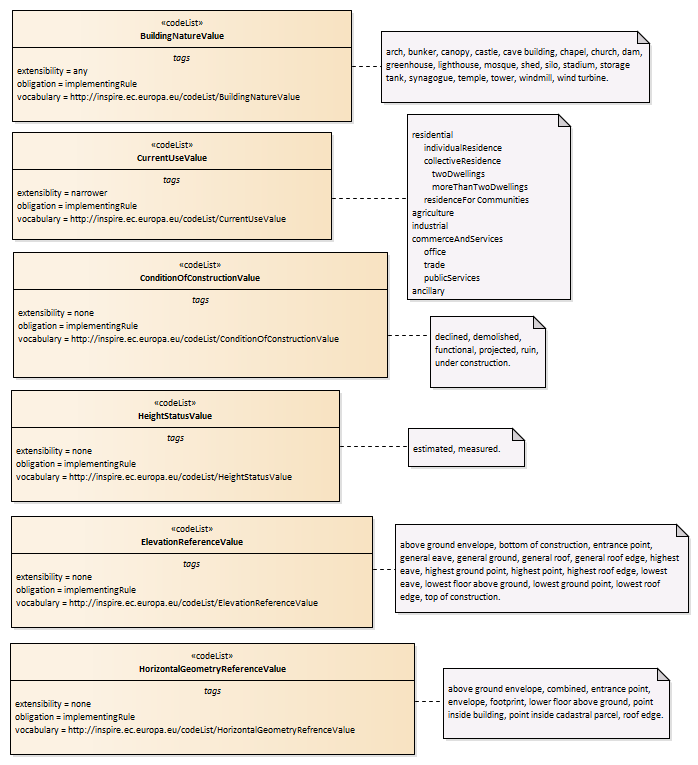 «codeList»
BuildingNatureValue
tags
extensibility = any
obligation = implementingRule
vocabulary = http://inspire.ec.europa.eu/codeList/BuildingNatureValue
arch, bunker, canopy, castle, cave building, chapel, church, dam,
greenhouse, lighthouse, mosque, shed, silo, stadium, storage
tank, synagogue, temple, tower, windmill, wind turbine.
«codeList»
CurrentUseValue
tags
extensiblity = narrower
obligation = implementingRule
vocabulary = http://inspire.ec.europa.eu/codeList/CurrentUseValue
residential
individualResidence
collectiveResidence
twoDwellings
moreThanTwoDwellings
residenceFor Communities
agriculture
industrial
commerceAndServices
office
trade
publicServices
ancillary
«codeList»
ConditionOfConstructionValue
tags
extensibility = none
obligation = implementingRule
vocabulary = http://inspire.ec.europa.eu/codeList/ConditionOfConstructionValue
declined, demolished,
functional, projected, ruin,
under construction.
«codeList»
HeightStatusValue
tags
extensibility = none
obligation = implementingRule
vocabulary = http://inspire.ec.europa.eu/codeList/HeightStatusValue
estimated, measured.
«codeList»
ElevationReferenceValue
tags
extensibility = none
obligation = implementingRule
vocabulary = http://inspire.ec.europa.eu/codeList/ElevationReferenceValue
above ground envelope, bottom of construction, entrance point,
general eave, general ground, general roof, general roof edge, highest
eave, highest ground point, highest point, highest roof edge, lowest
eave, lowest floor above ground, lowest ground point, lowest roof
edge, top of construction.
«codeList»
HorizontalGeometryReferenceValue
tags
extensibility = none
obligation = implementingRule
vocabulary = http://inspire.ec.europa.eu/codeList/HorizontalGeometryRefrenceValue
above ground envelope, combined, entrance point,
envelope, footprint, lower floor above ground, point
inside building, point inside cadastral parcel, roof edge.